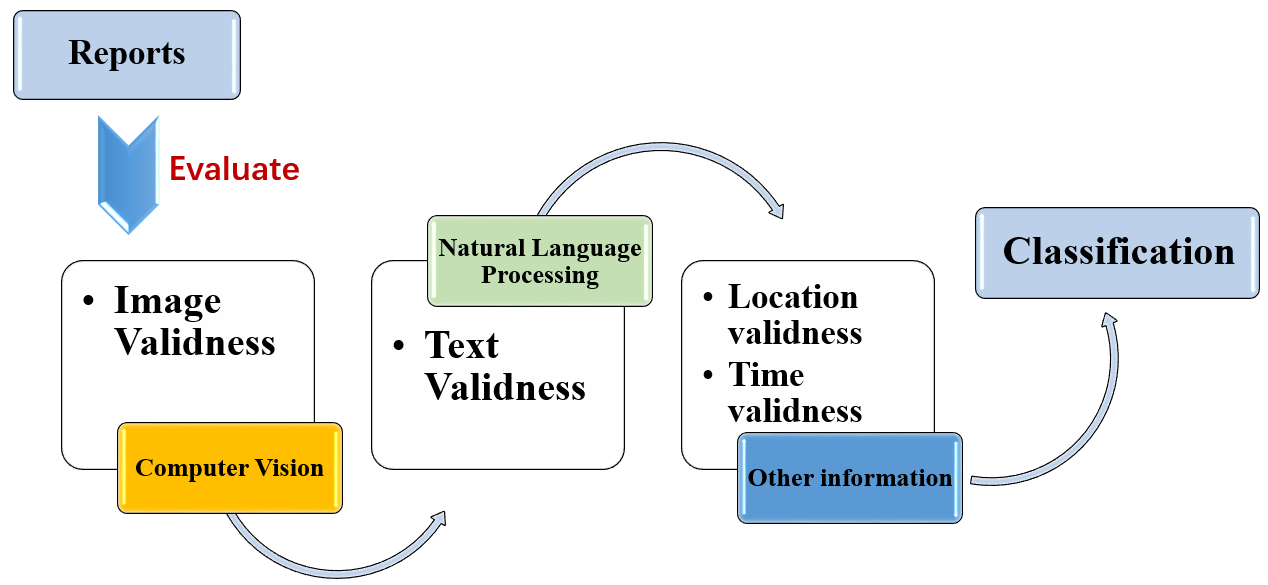 Reports
Evaluate
• Image
Validness
Computer Vision
Natural Language
Processing
• Text
Validness
• Location
validness
• Time
validness
Other information
Classification